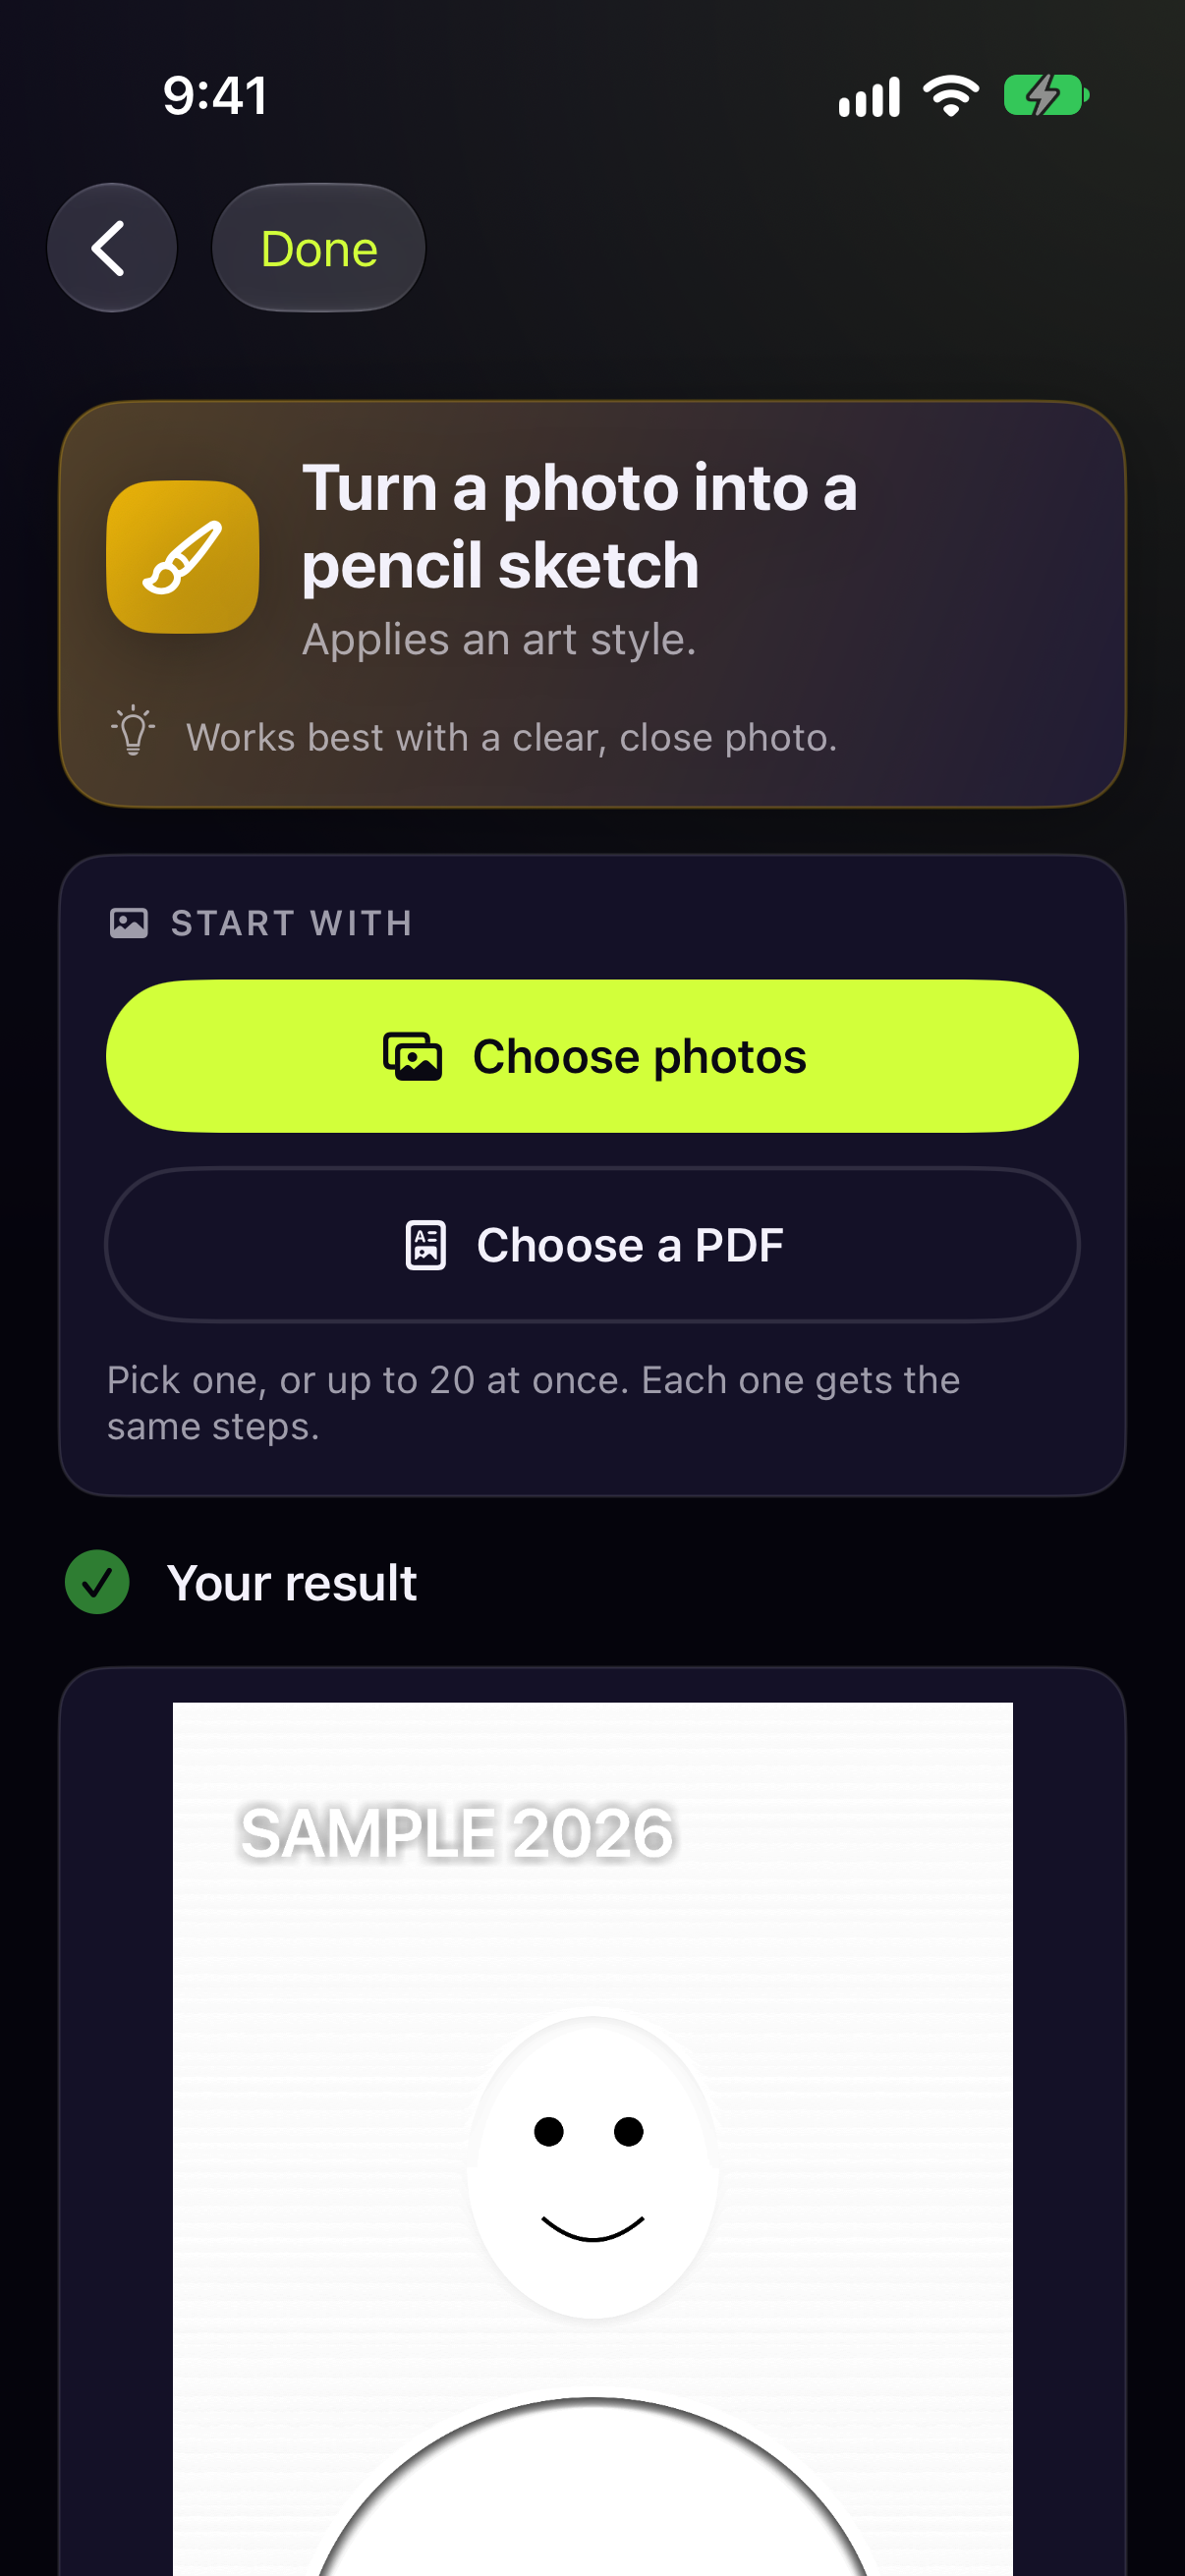 9:41
Done
Turn a photo into a
pencil sketch
Applies an art style.
Works best with a clear, close photo.
START WITH
Choose photos
Choose a PDF
Pick one, or up to 20 at once. Each one gets the
same steps.
Your result
SAMPLE 2026